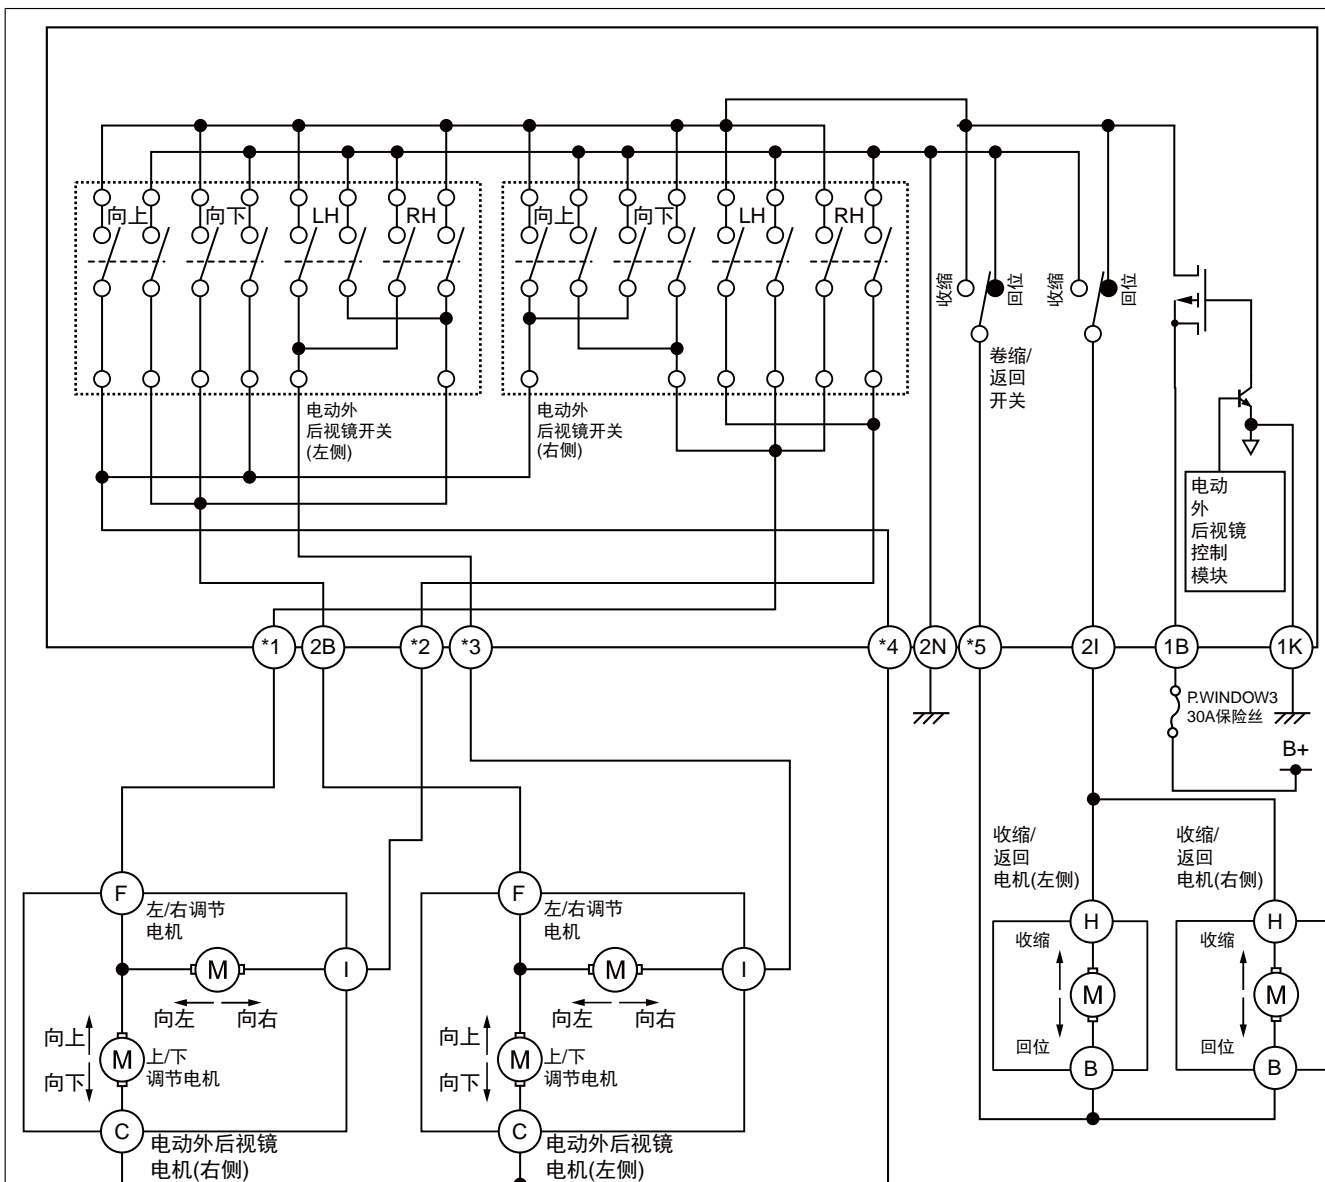 向上
向下
LH
RH
向上
向下
LH
RH
收缩
回位
收缩
回位
卷缩/
返回
开关
电动外
后视镜开关
(左侧)
电动外
后视镜开关
(右侧)
电动
外
后视镜
控制
模块
*1
2B
*2
*3
*4
2N
*5
2I
1B
1K
P.WINDOW3
30A保险丝
B+
收缩/
返回
电机(左侧)
收缩/
返回
电机(右侧)
F
左/右调节
电机
M
I
向左
向右
向上
向下
M
上/下
调节电机
C
电动外后视镜
电机(右侧)
F
左/右调节
电机
M
I
向左
向右
向上
向下
M
上/下
调节电机
C
电动外后视镜
电机(左侧)
H
收缩
M
回位
B
H
收缩
M
回位
B